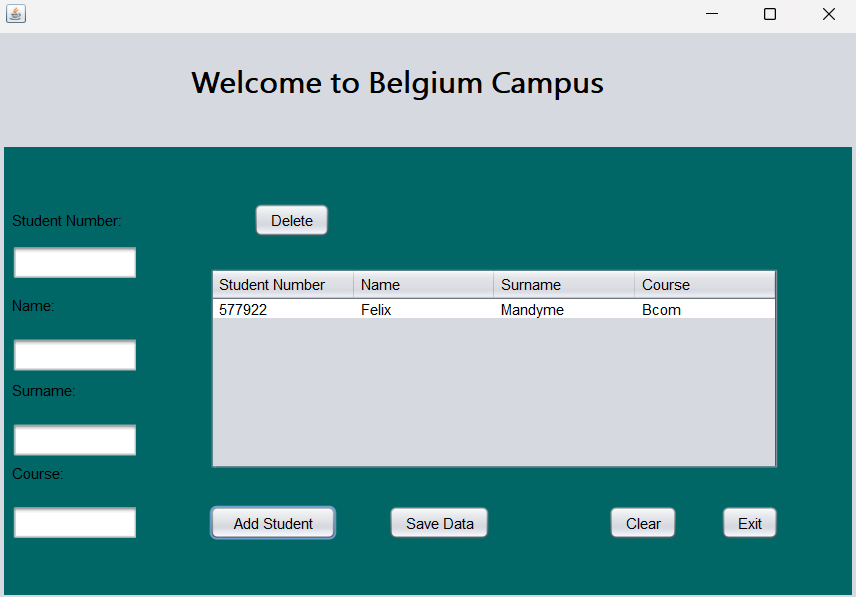 Welcome to Belgium Campus
Student Number:
Delete
Name:
Surname:
Course:
Student Number Name Surname Course
577922 Felix Mandyme Bcom
Add Student Save Data Clear Exit